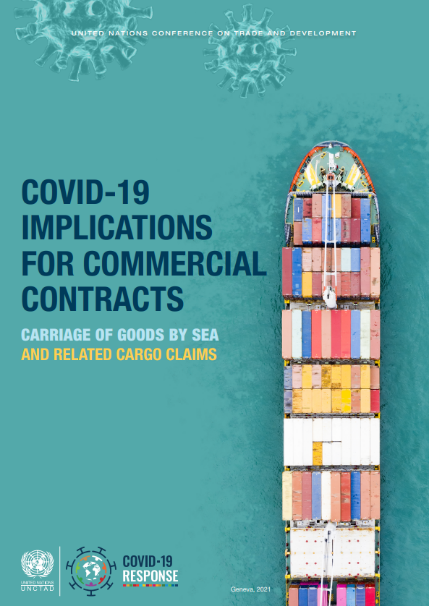 UNITED NATIONS CONFERENCE ON TRADE AND DEVELOPMENT
COVID-19
IMPLICATIONS
FOR COMMERCIAL
CONTRACTS
CARRIAGE OF GOODS BY SEA
AND RELATED CARGO CLAIMS
UNITED NATIONS
UNCTAD
COVID-19
RESPONSE
Geneva, 2021